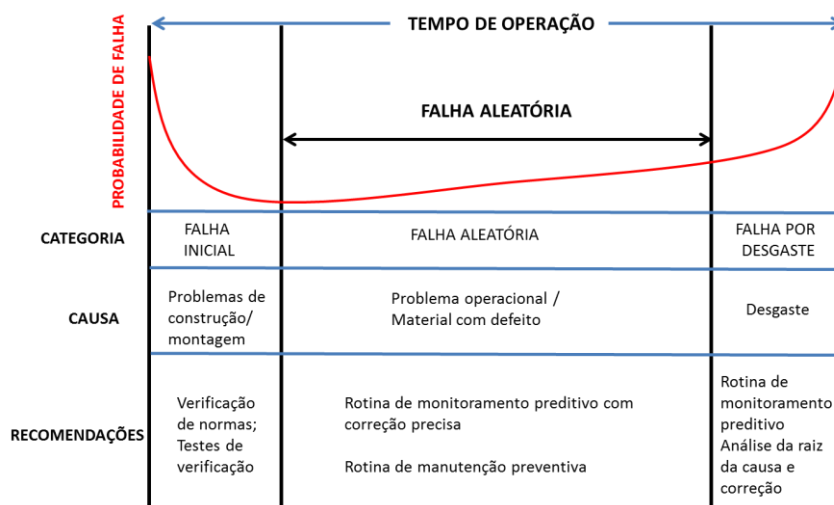 TEMPO DE OPERAÇÃO
PROBABILIDADE DE FALHA
FALHA ALEATÓRIA
CATEGORIA
FALHA
INICIAL
FALHA ALEATÓRIA
FALHA POR
DESGASTE
CAUSA
Problemas de
construção/
montagem
Problema operacional /
Material com defeito
Desgaste
RECOMENDAÇÕES
Verificação
de normas;
Testes de
verificação
Rotina de monitoramento preditivo com
correção precisa
Rotina de manutenção preventiva
Rotina de
monitoramento
preditivo
Análise da raiz
da causa e
correção